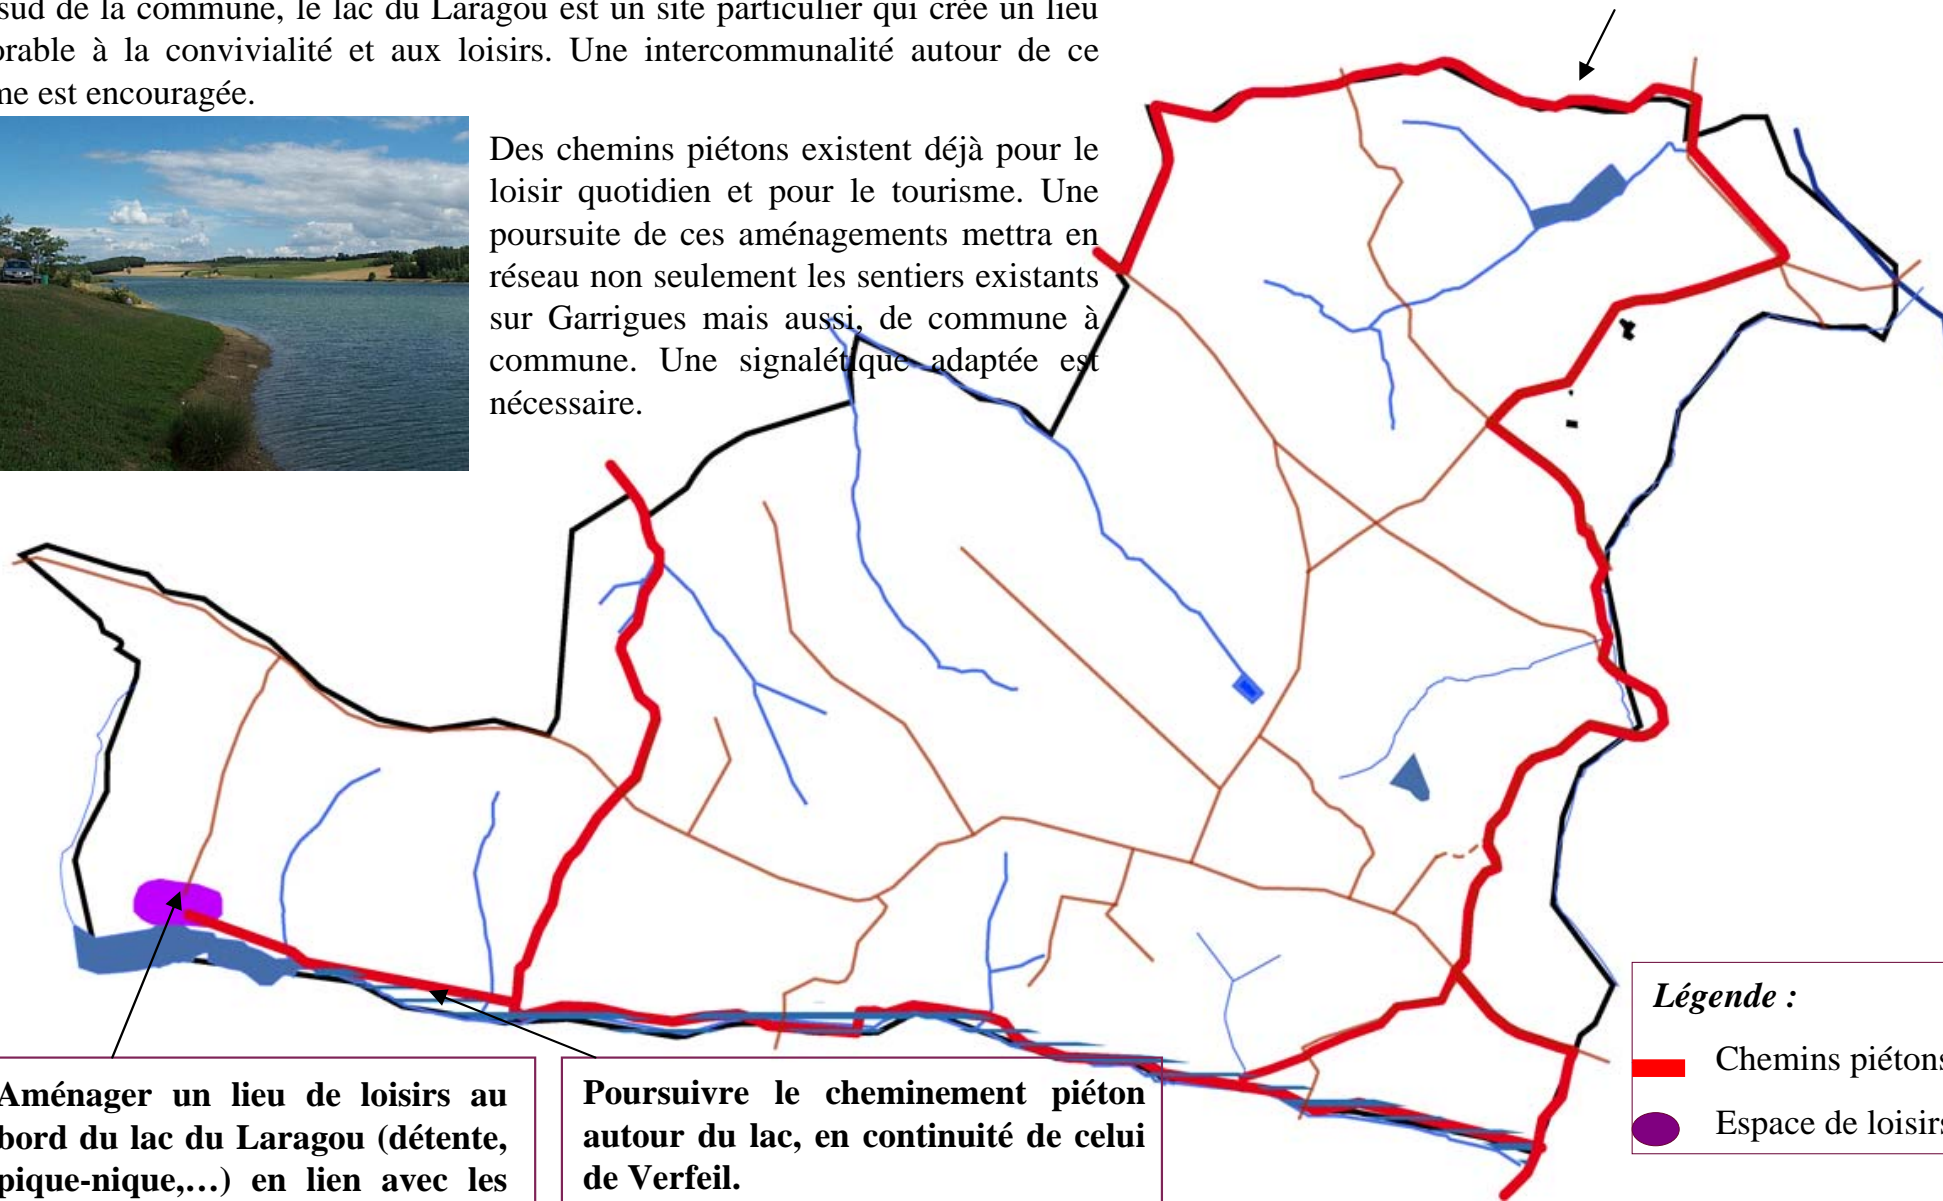 sud de la commune, le lac du Laragou est un site particulier qui crée un lieu
orable à la convivialité et aux loisirs. Une intercommunalité autour de ce
me est encouragée.
Des chemins piétons existent déjà pour le
loisir quotidien et pour le tourisme. Une
poursuite de ces aménagements mettra en
réseau non seulement les sentiers existants
sur Garrigues mais aussi, de commune à
commune. Une signalétique adaptée est
nécessaire.
Aménager un lieu de loisirs au
bord du lac du Laragou (détente,
pique-nique,…) en lien avec les
Poursuivre le cheminement piéton
autour du lac, en continuité de celui
de Verfeil.
Légende :
Chemins piétons
Espace de loisirs